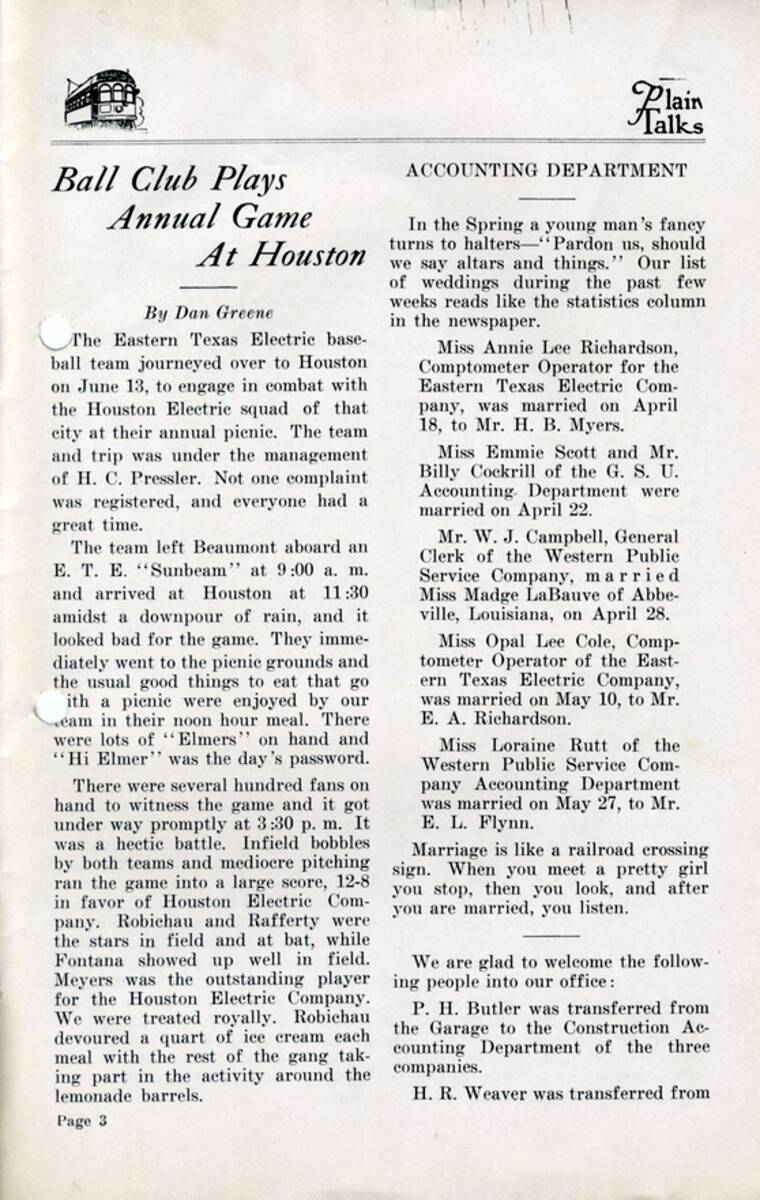 Plain
Talks
Ball Club Plays
Annual Game
At Houston
By Dan Greene
The Eastern Texas Electric base-
ball team journeyed over to Houston
on June 13, to engage in combat with
the Houston Electric squad of that
city at their annual picnic. The team
and trip was under the management
of H. C. Pressler. Not one complaint
was registered, and everyone had a
great time.
The team left Beaumont aboard an
E. T. E. "Sunbeam" at 9:00 a. m.
and arrived at Houston at 11:30
amidst a downpour of rain, and it
looked bad for the game. They imme-
diately went to the picnic grounds and
the usual good things to eat that go
with a picnic were enjoyed by our
team in their noon hour meal. There
were lots of "Elmers" on hand and
"Hi Elmer" was the day's password.
There were several hundred fans on
hand to witness the game and it got
under way promptly at 3:30 p. m. It
was a hectic battle. Infield bobbles
by both teams and mediocre pitching
ran the game into a large score, 12-8
in favor of Houston Electric Com-
pany. Robichau and Rafferty were
the stars in field and at bat, while
Fontana showed up well in field.
Meyers was the outstanding player
for the Houston Electric Company.
We were treated royally. Robichau
devoured a quart of ice cream each
meal with the rest of the gang tak-
ing part in the activity around the
lemonade barrels.
Page 3
ACCOUNTING DEPARTMENT
In the Spring a young man's fancy
turns to halters—"Pardon us, should
we say altars and things." Our list
of weddings during the past few
weeks reads like the statistics column
in the newspaper.
Miss Annie Lee Richardson,
Comptometer Operator for the
Eastern Texas Electric Com-
pany, was married on April
18, to Mr. H. B. Myers.
Miss Emmie Scott and Mr.
Billy Cockrill of the G. S. U.
Accounting Department were
married on April 22.
Mr. W. J. Campbell, General
Clerk of the Western Public
Service Company, married
Miss Madge LaBauve of Abbe-
ville, Louisiana, on April 28.
Miss Opal Lee Cole, Comp-
tometer Operator of the East-
ern Texas Electric Company,
was married on May 10, to Mr.
E. A. Richardson.
Miss Loraine Rutt of the
Western Public Service Com-
pany Accounting Department
was married on May 27, to Mr.
E. L. Flynn.
Marriage is like a railroad crossing
sign. When you meet a pretty girl
you stop, then you look, and after
you are married, you listen.
We are glad to welcome the follow-
ing people into our office:
P. H. Butler was transferred from
the Garage to the Construction Ac-
counting Department of the three
companies.
H. R. Weaver was transferred from